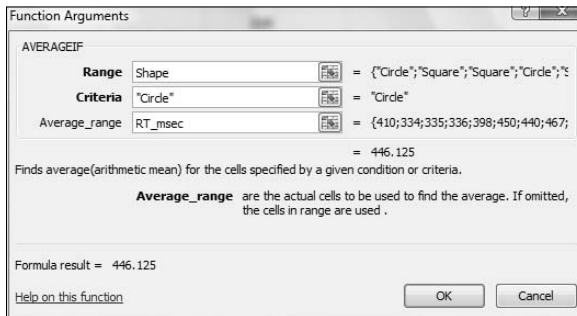 Function Arguments
AVERAGEIF
Range Shape = {"Circle";"Square";"Square";"Circle";"S
Criteria "Circle" = "Circle"
Average_range RT_msec = {410;334;335;336;398;450;440;467;
= 446.125
Finds average(arithmetic mean) for the cells specified by a given condition or criteria.
Average_range are the actual cells to be used to find the average. If omitted,
the cells in range are used .
Formula result = 446.125
Help on this function OK Cancel